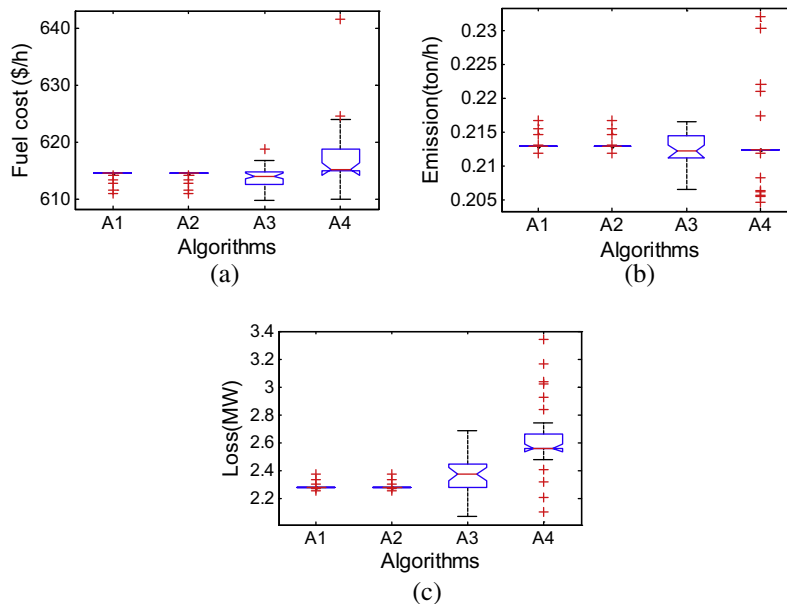 640
630
620
610
Fuel cost ($/h)
A1 A2 A3 A4
Algorithms
(a)
0.23
0.225
0.22
0.215
0.21
0.205
Emission(ton/h)
A1 A2 A3 A4
Algorithms
(b)
3.4
3.2
3
2.8
2.6
2.4
2.2
Loss(MW)
A1 A2 A3 A4
Algorithms
(c)